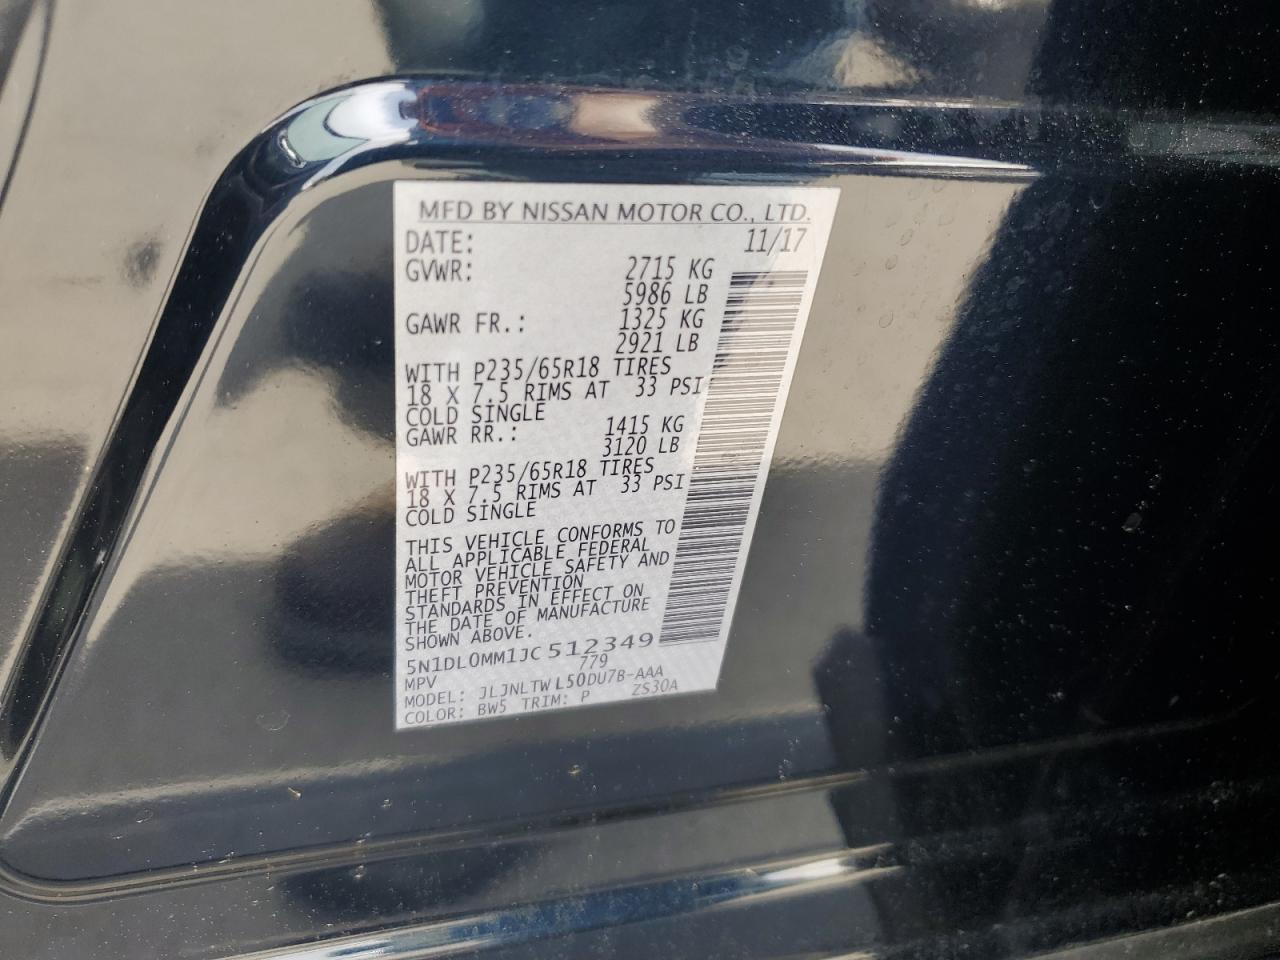 MFD BY NISSAN MOTOR CO., LTD.
DATE: 11/17
GVWR: 2715 KG
5986 LB
GAWR FR.: 1325 KG
2921 LB
WITH P235/65R18 TIRES
18 X 7.5 RIMS AT 33 PSI
COLD SINGLE
GAWR RR.: 1415 KG
3120 LB
WITH P235/65R18 TIRES
18 X 7.5 RIMS AT 33 PSI
COLD SINGLE
THIS VEHICLE CONFORMS TO
ALL APPLICABLE FEDERAL
MOTOR VEHICLE SAFETY AND
THEFT PREVENTION
STANDARDS IN EFFECT ON
THE DATE OF MANUFACTURE
SHOWN ABOVE.
5N1DL0MM1JC 512349
MPV 779
MODEL: JLJNLTW L50DU7B-AAA
COLOR: BW5 TRIM: P ZS30A